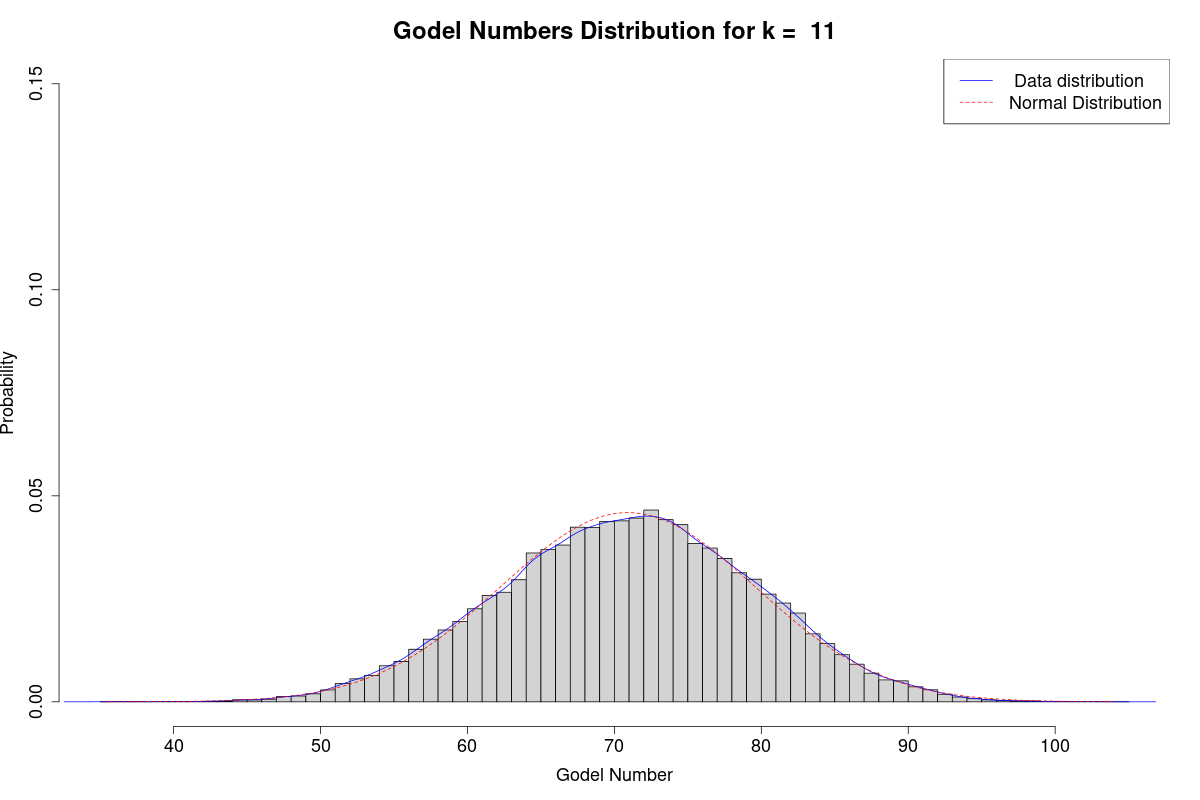 Godel Numbers Distribution for k =  11
Data distribution
Normal Distribution
0.15
0.10
0.05
0.00
Probability
40 50 60 70 80 90 100
Godel Number